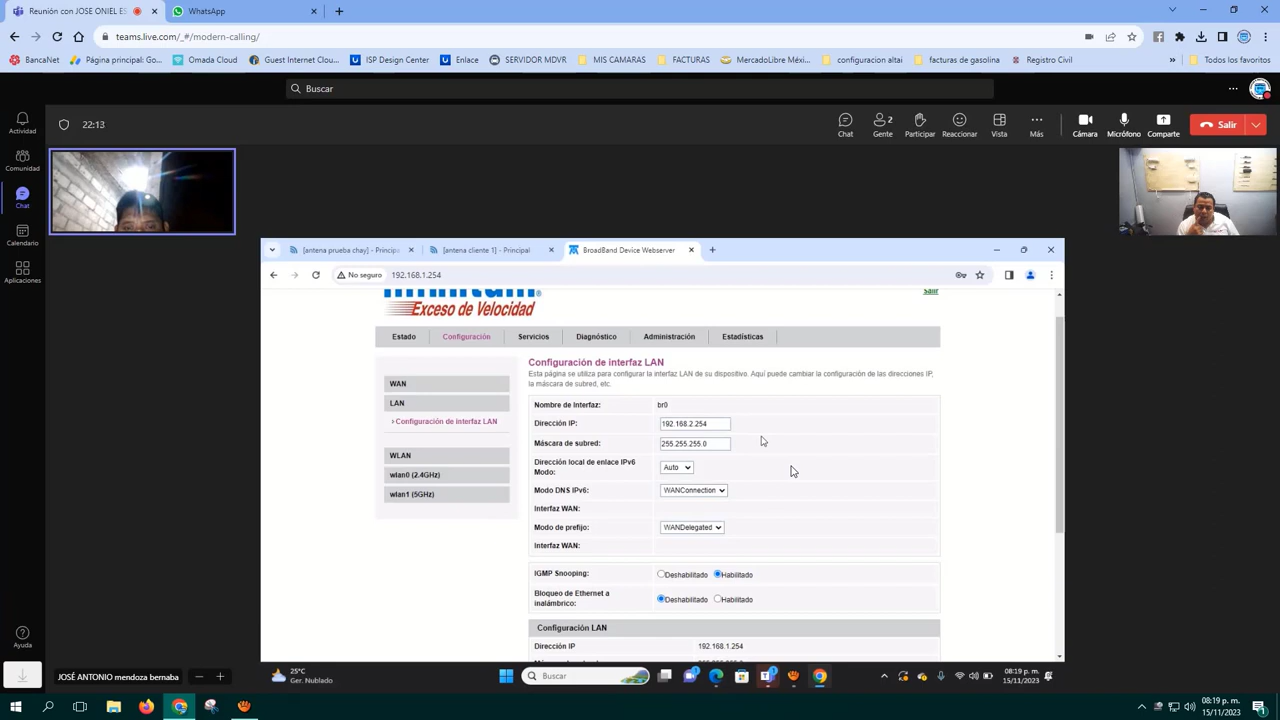 Reunión con JOSE ONIEL ES
WhatsApp
teams.live.com/_#/modern-calling/
BancaNet
Página principal: Go...
Omada Cloud
Guest Internet Clou...
ISP Design Center
Enlace
SERVIDOR MDVR
MIS CAMARAS
FACTURAS
MercadoLibre Méxi...
configuracion altai
facturas de gasolina
Registro Civil
»
Todos los favoritos
Buscar
Actividad
Comunidad
Chat
Calendario
Aplicaciones
Ayuda
22:13
Chat
2
Gente
Participar
Reaccionar
Vista
Más
Cámara
Micrófono
Comparte
Salir
[antena prueba chay] - Principa
[antena cliente 1] - Principal
BroadBand Device Webserver
No seguro
192.168.1.254
Exceso de Velocidad
Salir
Estado
Configuración
Servicios
Diagnóstico
Administración
Estadísticas
WAN
LAN
Configuración de interfaz LAN
WLAN
wlan0 (2.4GHz)
wlan1 (5GHz)
Configuración de interfaz LAN
Esta página se utiliza para configurar la interfaz LAN de su dispositivo. Aquí puede cambiar la configuración de las direcciones IP,
la máscara de subred, etc.
Nombre de Interfaz: br0
Dirección IP: 192.168.2.254
Máscara de subred: 255.255.255.0
Dirección local de enlace IPv6
Modo: Auto
Modo DNS IPv6: WANConnection
Interfaz WAN:
Modo de prefijo: WANDelegated
Interfaz WAN:
IGMP Snooping: Deshabilitado Habilitado
Bloqueo de Ethernet a
inalámbrico: Deshabilitado Habilitado
Configuración LAN
Dirección IP 192.168.1.254
25°C
Ger. Nublado
Buscar
08:19 p. m.
15/11/2023
JOSÉ ANTONIO mendoza bernaba
08:19 p. m.
15/11/2023